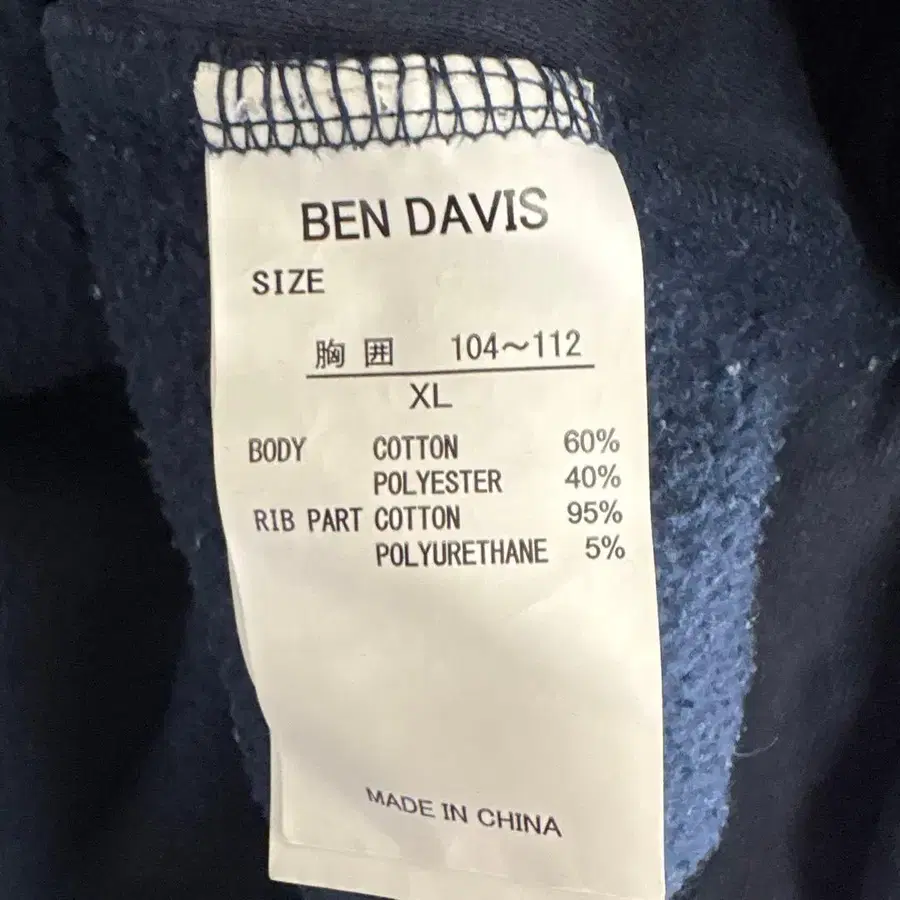 BEN DAVIS
SIZE
胸囲 104～112
XL
BODY COTTON 60%
POLYESTER 40%
RIB PART COTTON 95%
POLYURETHANE 5%
MADE IN CHINA